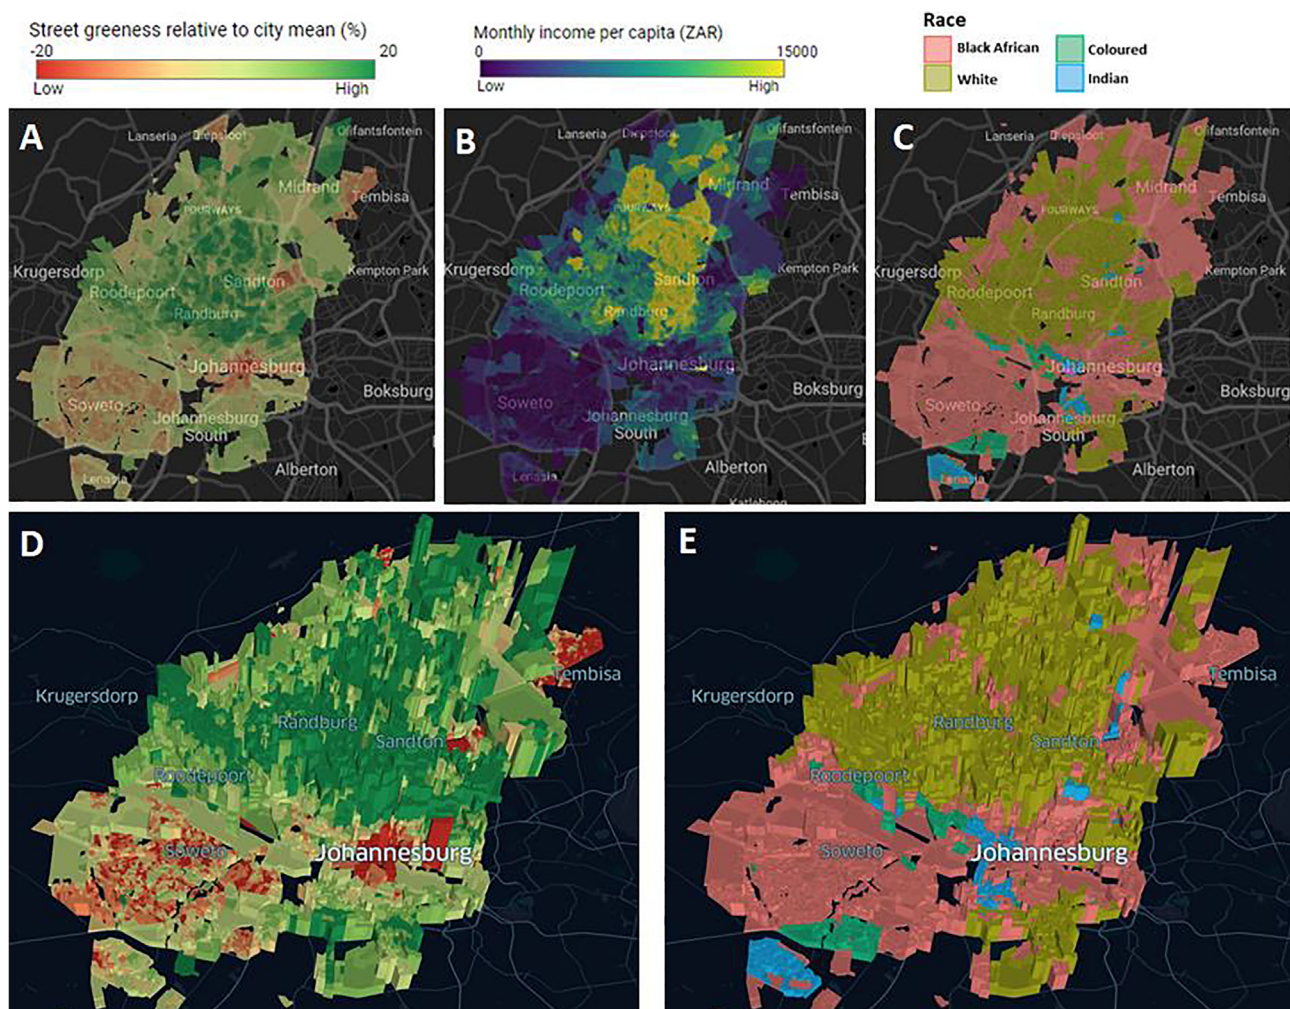 Street greeness relative to city mean (%)
-20 20
Low High
Monthly income per capita (ZAR)
0 15000
Low High
Race
Black African Coloured
White Indian
A
Lanseria Diepsloot Olifantsfontein
Midrand
Tembisa
FOURWAYS
Krugersdorp Kempton Park
Sandton
Roodepoort
Randburg
Johannesburg
Boksburg
Soweto
Johannesburg
South
Alberton
Lenasia
B
Lanseria Diepsloot Olifantsfontein
Midrand
Tembisa
FOURWAYS
Krugersdorp Kempton Park
Sandton
Roodepoort
Randburg
Johannesburg
Boksburg
Soweto
Johannesburg
South
Alberton
Lenasia
Katlehong
C
Lanseria Diepsloot Olifantsfontein
Midrand
Tembisa
FOURWAYS
Krugersdorp Kempton Park
Sandton
Roodepoort
Randburg
Johannesburg
Boksburg
Soweto
Johannesburg
South
Alberton
Lenasia
D
Tembisa
Krugersdorp
Randburg
Sandton
Roodepoort
Soweto
Johannesburg
E
Tembisa
Krugersdorp
Randburg
Sandton
Roodepoort
Soweto
Johannesburg